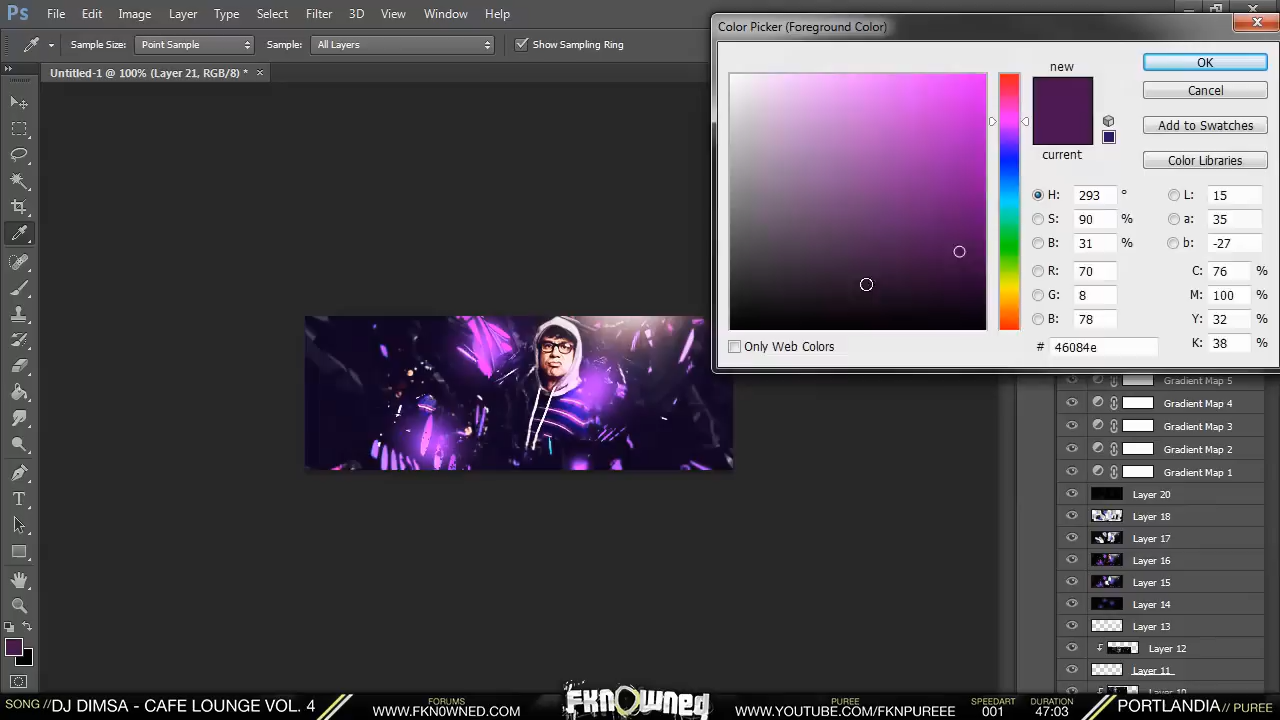 Ps File Edit Image Layer Type Select Filter 3D View Window Help
Sample Size: Point Sample Sample: All Layers Show Sampling Ring
Untitled-1 @ 100% (Layer 21, RGB/8) * ×
Color Picker (Foreground Color)
new
current
OK
Cancel
Add to Swatches
Color Libraries
H: 293 °
S: 90 %
B: 31 %
R: 70
G: 8
B: 78
L: 15
a: 35
b: -27
C: 76 %
M: 100 %
Y: 32 %
K: 38 %
# 46084e
Only Web Colors
Gradient Map 5
Gradient Map 4
Gradient Map 3
Gradient Map 2
Gradient Map 1
Layer 20
Layer 18
Layer 17
Layer 16
Layer 15
Layer 14
Layer 13
Layer 12
Layer 11
Layer 10
SONG // DJ DIMSA - CAFE LOUNGE VOL. 4
FORUMS
WWW.FKN0WNED.COM
FKNOWNED
PUREE
WWW.YOUTUBE.COM/FKNPUREEE
SPEEDART
001
DURATION
47:03
PORTLANDIA // PUREE